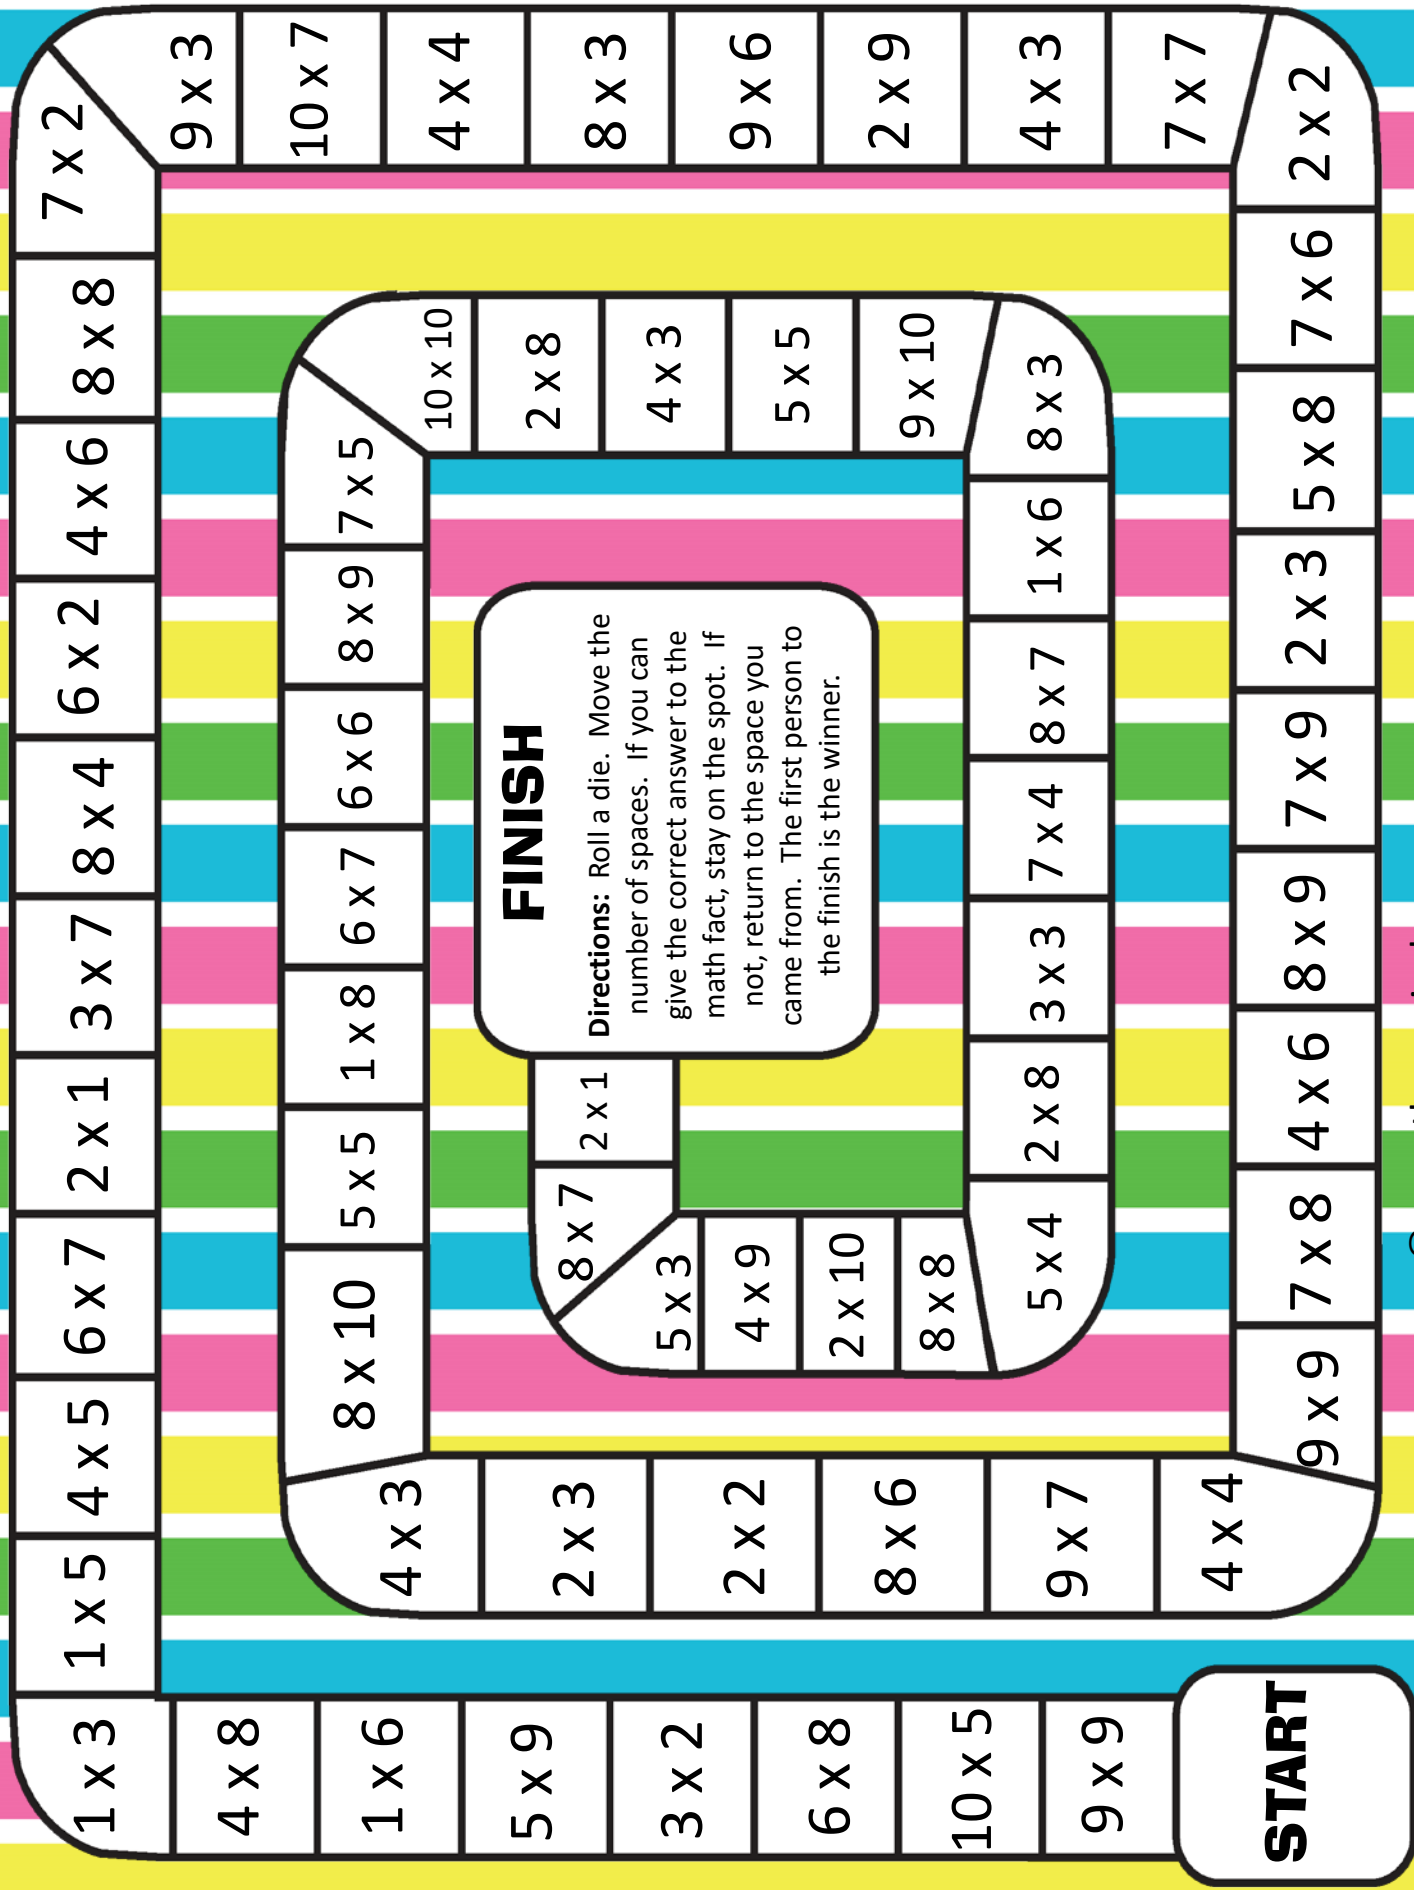 START
9 x 9
10 x 5
6 x 8
3 x 2
5 x 9
1 x 6
4 x 8
1 x 3
1 x 5
4 x 5
6 x 7
2 x 1
3 x 7
8 x 4
6 x 2
4 x 6
8 x 8
7 x 2
9 x 3
10 x 7
4 x 4
8 x 3
9 x 6
2 x 9
4 x 3
7 x 7
2 x 2
7 x 6
5 x 8
2 x 3
7 x 9
8 x 9
4 x 6
7 x 8
9 x 9
4 x 4
9 x 7
8 x 6
2 x 2
2 x 3
4 x 3
8 x 10
5 x 5
1 x 8
6 x 7
6 x 6
8 x 9
7 x 5
10 x 10
2 x 8
4 x 3
5 x 5
9 x 10
8 x 3
1 x 6
8 x 7
7 x 4
3 x 3
2 x 8
5 x 4
8 x 8
2 x 10
4 x 9
5 x 3
8 x 7
2 x 1
FINISH
Directions: Roll a die. Move the
number of spaces. If you can
give the correct answer to the
math fact, stay on the spot. If
not, return to the space you
came from. The first person to
the finish is the winner.